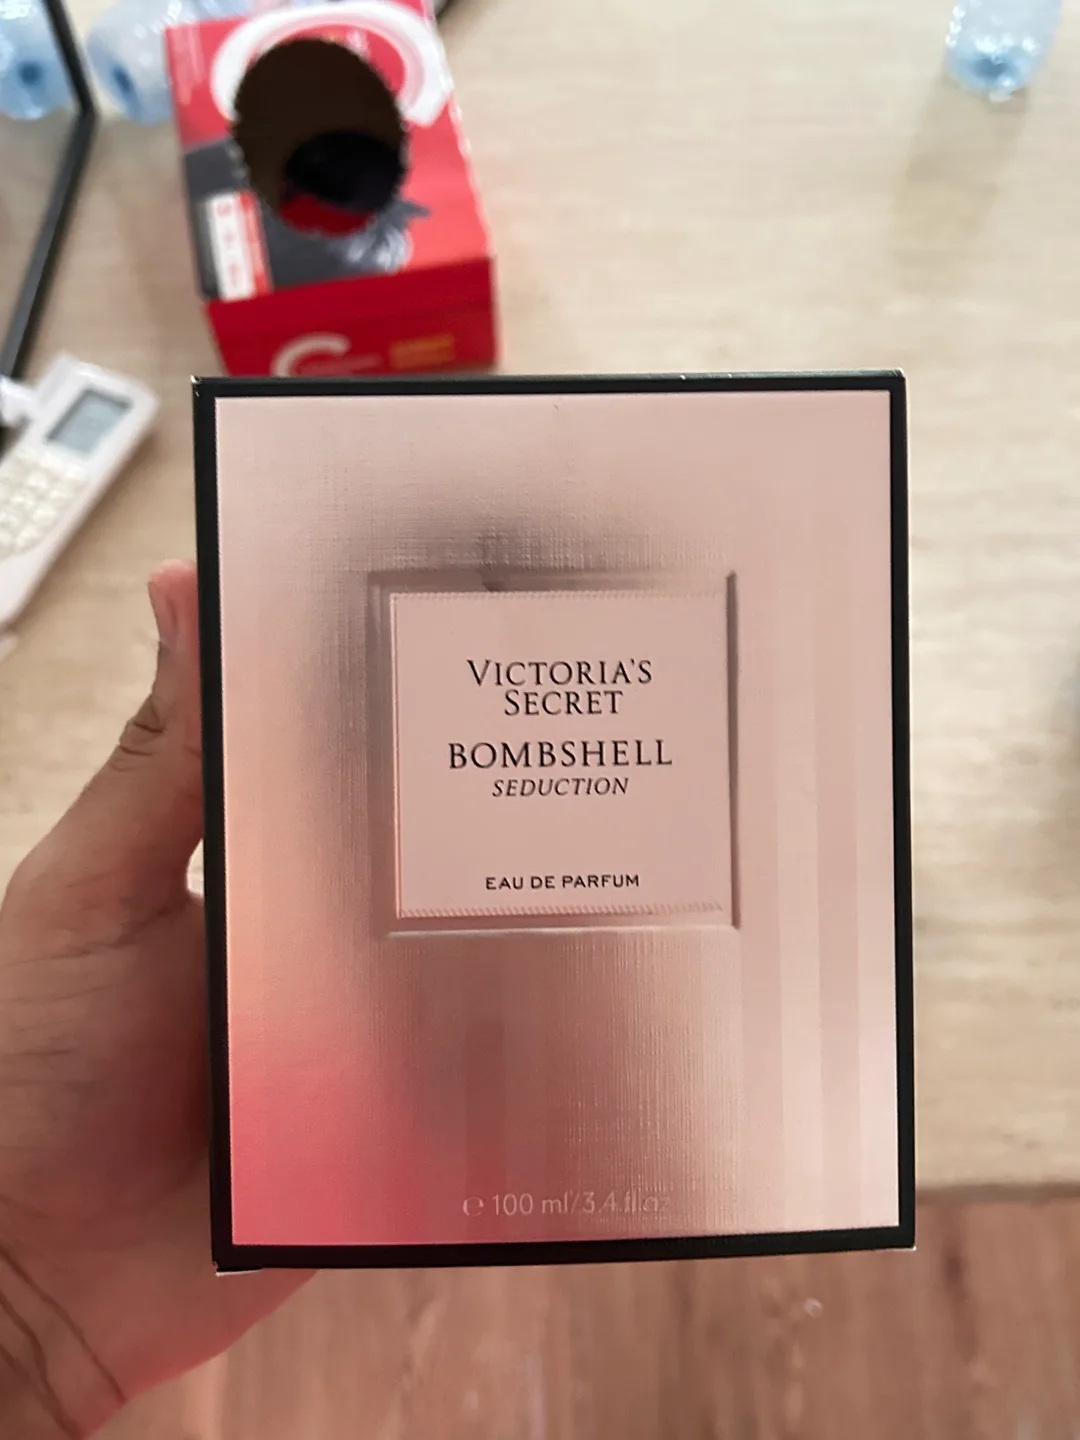 VICTORIA'S
SECRET
BOMBSHELL
SEDUCTION
EAU DE PARFUM
℮ 100 ml/3.4 fl oz